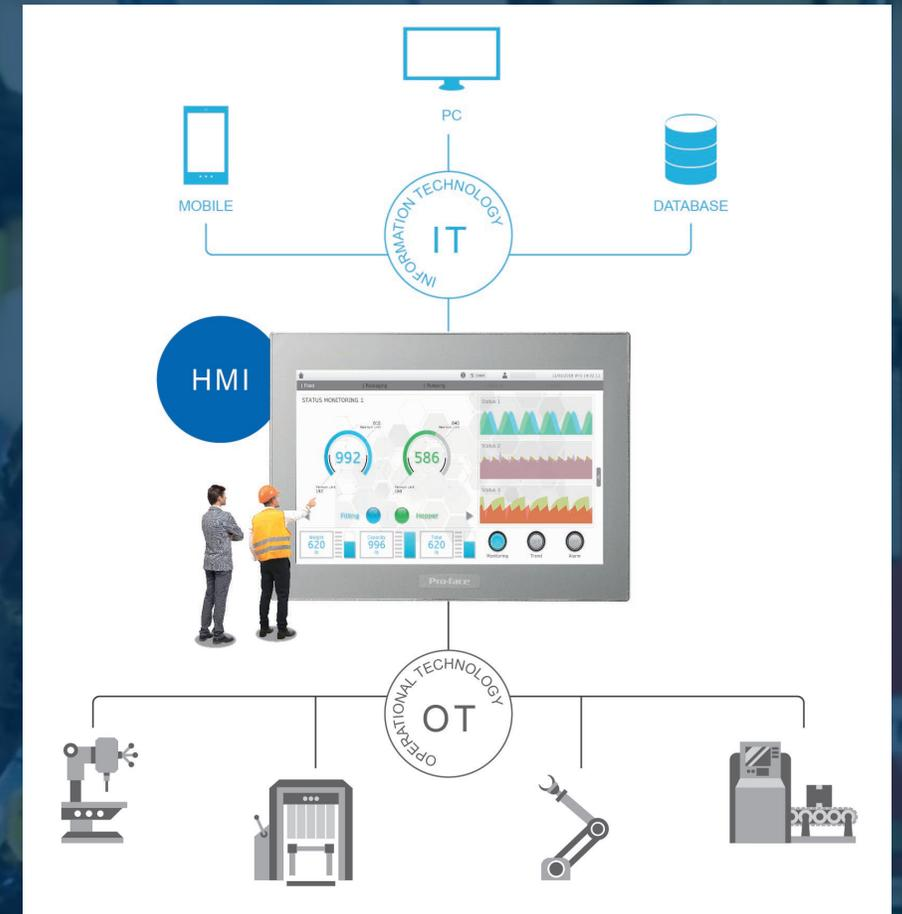 PC
MOBILE
DATABASE
INFORMATION TECHNOLOGY
IT
HMI
STATUS MONITORING 1
Status 1
992
586
Status 2
Status 3
Filling
Hopper
Weight
620
Capacity
996
Total
620
Monitoring
Trend
Alarm
Pro-face
OPERATIONAL TECHNOLOGY
OT